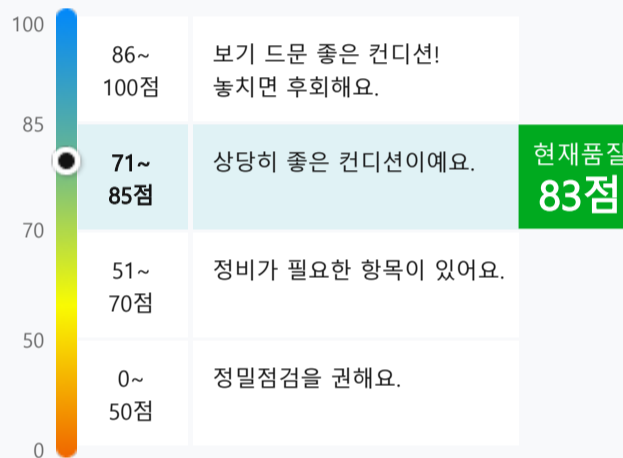 100
86~
100점
보기 드문 좋은 컨디션!
놓치면 후회해요.
85
71~
85점
상당히 좋은 컨디션이예요.
현재품질
83점
70
51~
70점
정비가 필요한 항목이 있어요.
50
0~
50점
정밀점검을 권해요.
0